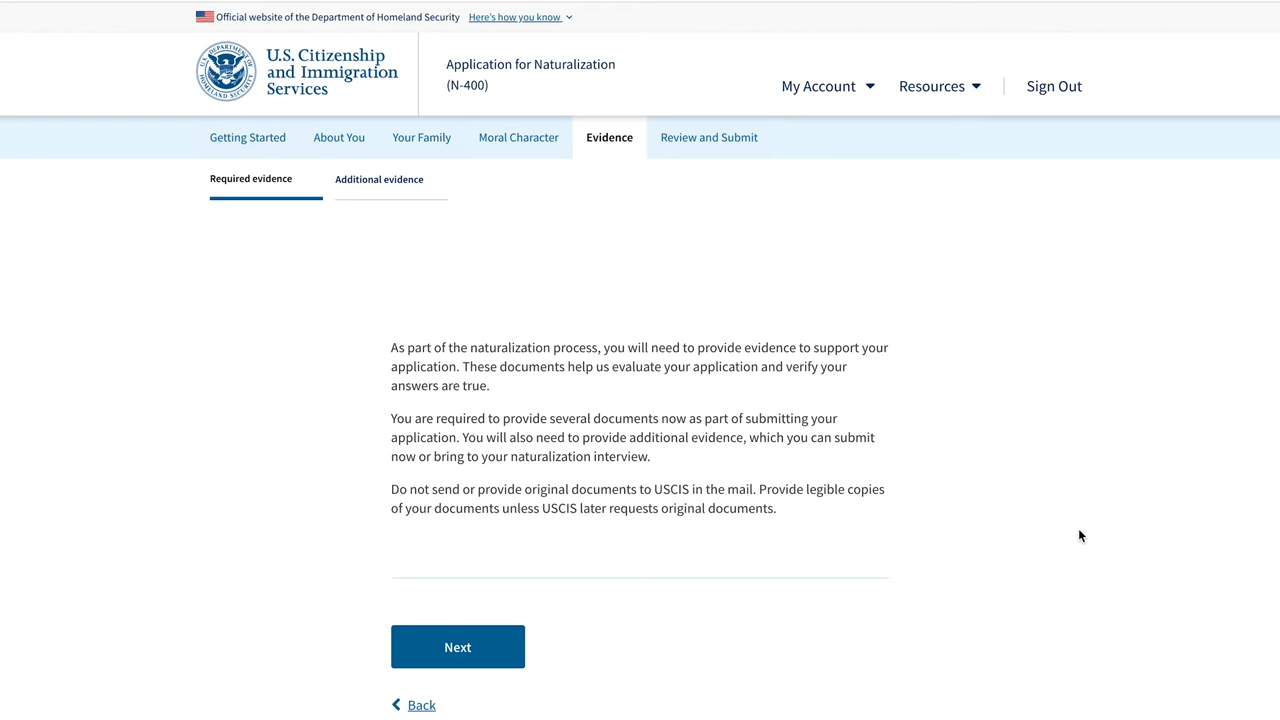 Official website of the Department of Homeland Security Here's how you know
U.S. Citizenship
and Immigration
Services
Application for Naturalization
(N-400)
My Account
Resources
Sign Out
Getting Started
About You
Your Family
Moral Character
Evidence
Review and Submit
Required evidence
Additional evidence
As part of the naturalization process, you will need to provide evidence to support your
application. These documents help us evaluate your application and verify your
answers are true.
You are required to provide several documents now as part of submitting your
application. You will also need to provide additional evidence, which you can submit
now or bring to your naturalization interview.
Do not send or provide original documents to USCIS in the mail. Provide legible copies
of your documents unless USCIS later requests original documents.
Next
Back